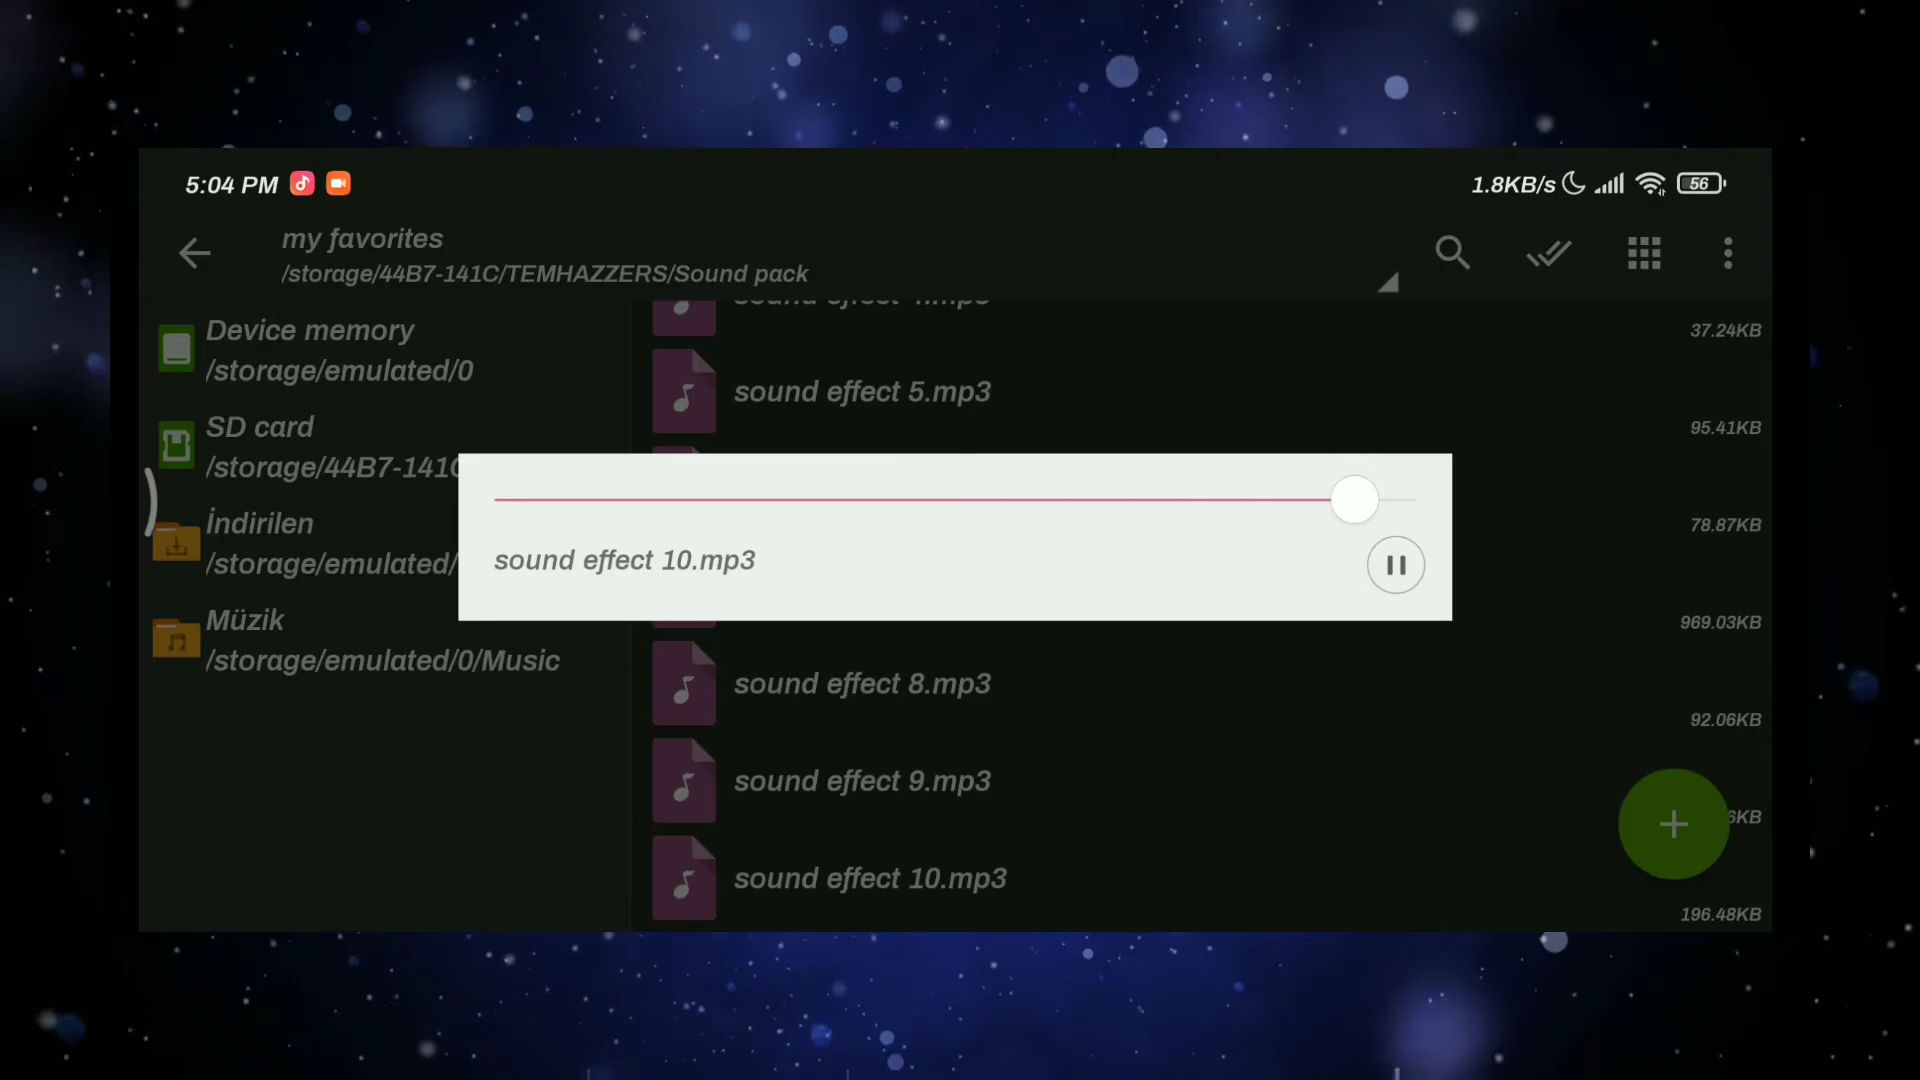 5:04 PM
1.8KB/s
56
my favorites
/storage/44B7-141C/TEMHAZZERS/Sound pack
Device memory
/storage/emulated/0
SD card
/storage/44B7-141C
İndirilen
/storage/emulated/
Müzik
/storage/emulated/0/Music
37.24KB
sound effect 5.mp3
95.41KB
sound effect 10.mp3
78.87KB
969.03KB
sound effect 8.mp3
92.06KB
sound effect 9.mp3
6KB
sound effect 10.mp3
196.48KB